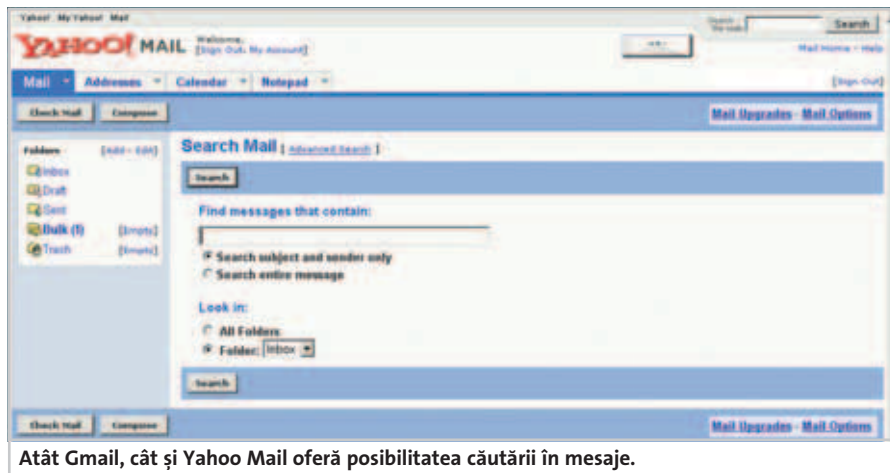 Yahoo! My Yahoo! Mail
Search
YAHOO! MAIL Welcome,
[Sign Out, My Account]
Mail Home - Help
Mail Addresses Calendar Notepad [Sign Out]
Check Mail Compose Mail Upgrades - Mail Options
Folders [Add - Edit]
Inbox
Draft
Sent
Bulk (1) [Empty]
Trash [Empty]
Search Mail [ Advanced Search ]
Search
Find messages that contain:
Search subject and sender only
Search entire message
Look in:
All Folders
Folder: Inbox
Search
Check Mail Compose Mail Upgrades - Mail Options
Atât Gmail, cât și Yahoo Mail oferă posibilitatea căutării în mesaje.